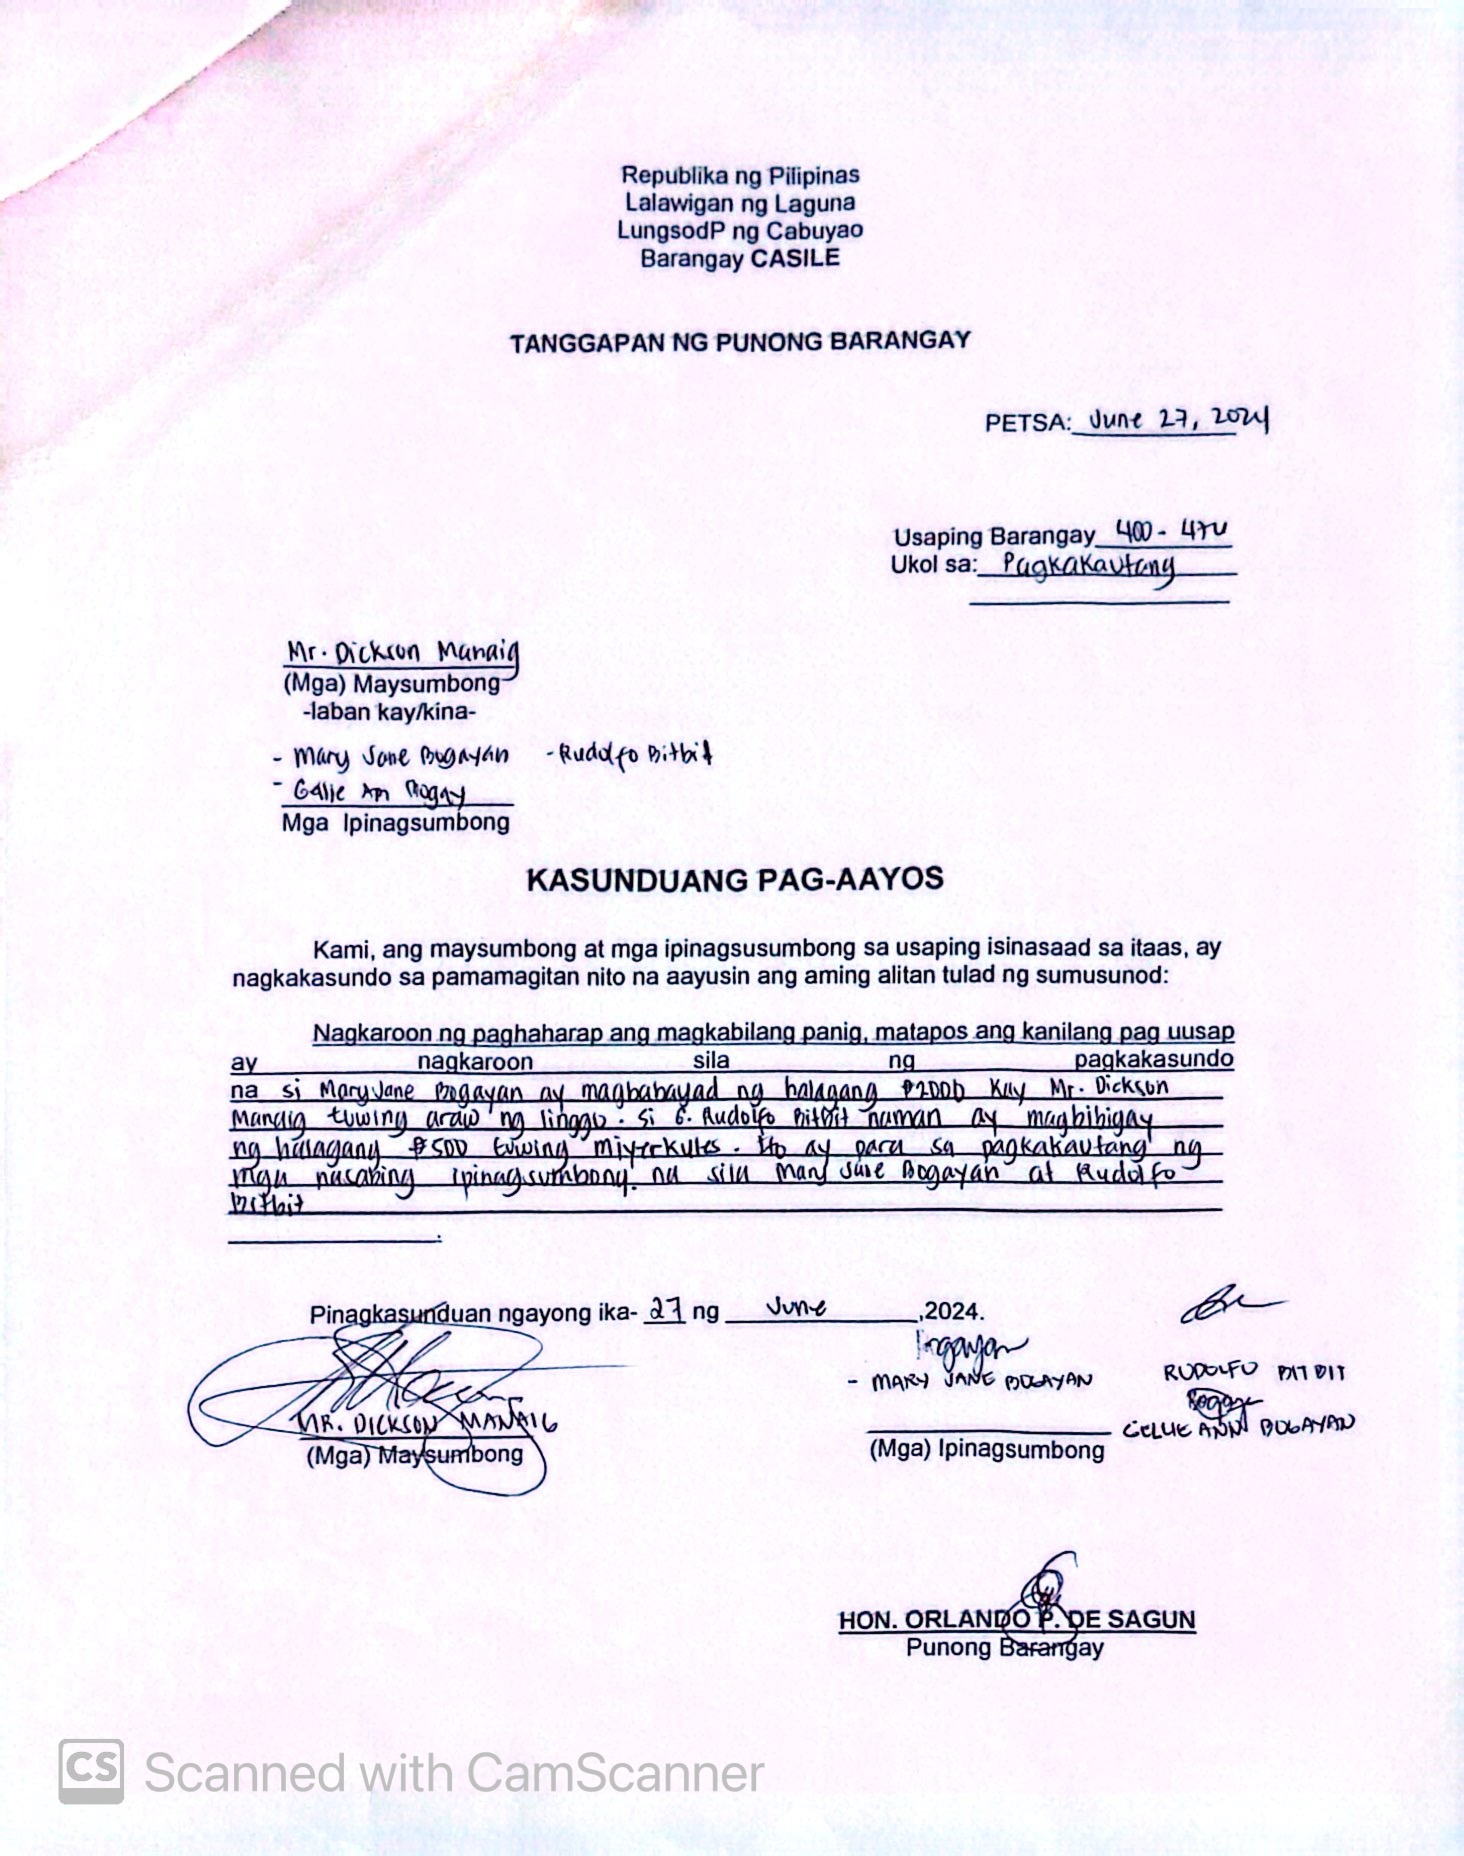 Republika ng Pilipinas
Lalawigan ng Laguna
LungsodP ng Cabuyao
Barangay CASILE
TANGGAPAN NG PUNONG BARANGAY
PETSA: June 27, 2024
Usaping Barangay 400-
Ukol sa: Pagkakautang
Mr. Dickson Manaig
(Mga) Maysumbong
-laban kay/kina-
- Mary Jane Bogayan - Rudolfo Bitbit
-
Mga Ipinagsumbong
KASUNDUANG PAG-AAYOS
Kami, ang maysumbong at mga ipinagsusumbong sa usaping isinasaad sa itaas, ay
nagkakasundo sa pamamagitan nito na aayusin ang aming alitan tulad ng sumusunod:
Nagkaroon ng paghaharap ang magkabilang panig, matapos ang kanilang pag uusap
ay nagkaroon sila ng pagkakasundo
na si Mary Jane Bogayan ay magbabayad ng halagang ₱2000 kay Mr. Dickson
Manaig tuwing araw ng linggo. Si G. Rudolfo Bitbit naman ay magbibigay
ng halagang ₱500 tuwing miyerkules. Ito ay para sa pagkakautang ng
mga nasabing ipinagsumbong na sila Mary Jane Bogayan at Rudolfo
Bitbit
Pinagkasunduan ngayong ika- 27 ng June ,2024.
- MARY JANE BOGAYAN RUDOLFO BITBIT
MR. DICKSON MANAIG
ANN BOGAYAN
(Mga) Maysumbong (Mga) Ipinagsumbong
HON. ORLANDO P. DE SAGUN
Punong Barangay
CS Scanned with CamScanner